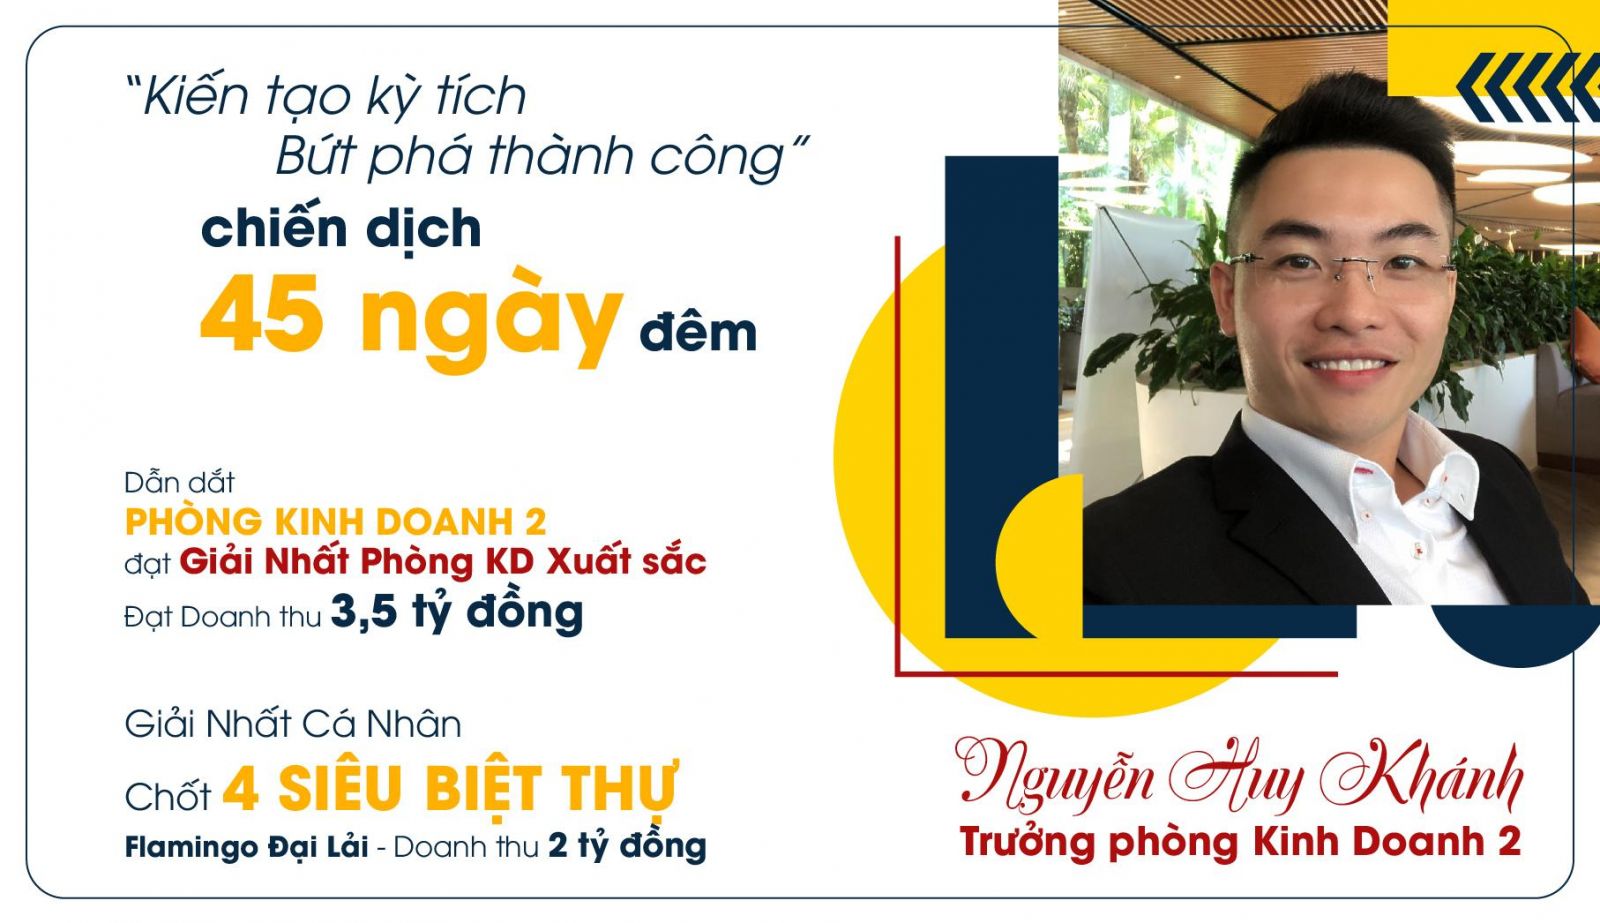 “Kiến tạo kỳ tích
Bứt phá thành công”
chiến dịch
45 ngày đêm
Dẫn dắt
PHÒNG KINH DOANH 2
đạt Giải Nhất Phòng KD Xuất sắc
Đạt Doanh thu 3,5 tỷ đồng
Giải Nhất Cá Nhân
Chốt 4 SIÊU BIỆT THỰ
Flamingo Đại Lải - Doanh thu 2 tỷ đồng
Nguyễn Huy Khánh
Trưởng phòng Kinh Doanh 2